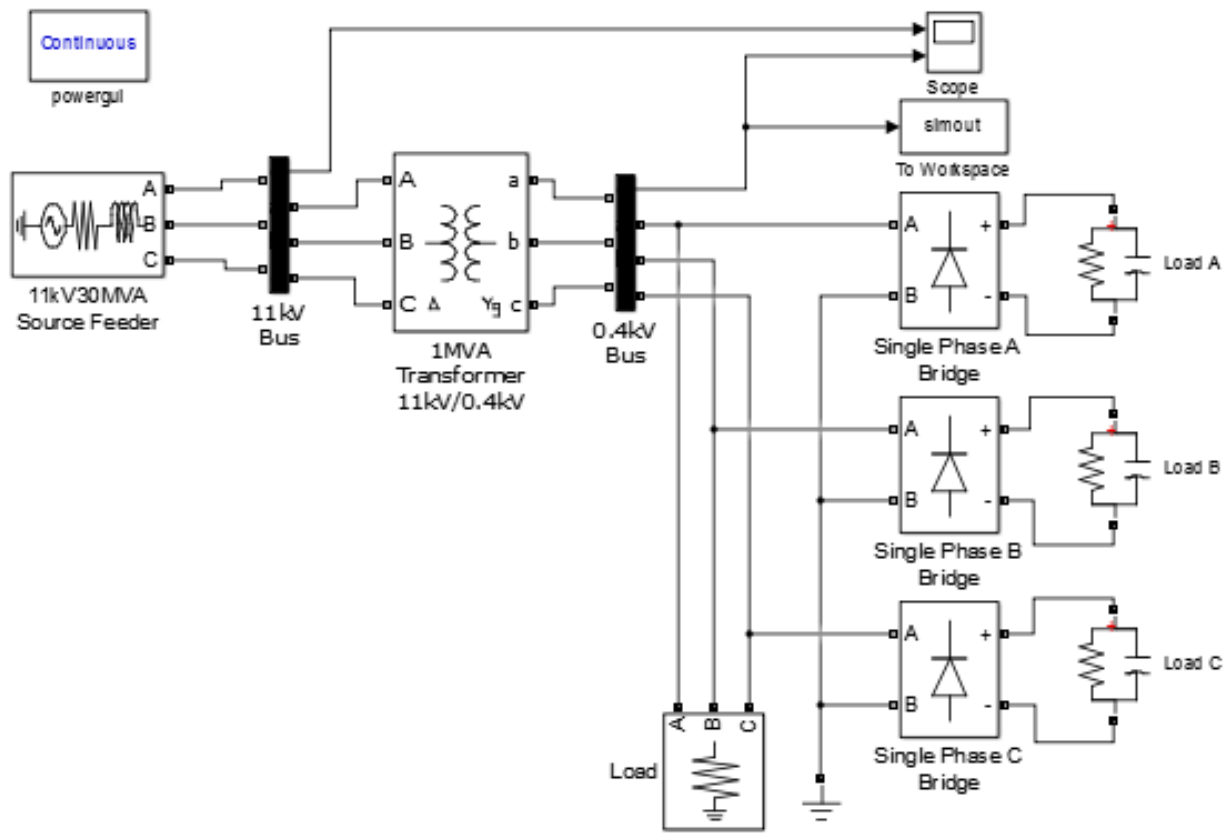 Continuous
powergui
Scope
simout
To Workspace
A
B
C
11kV30MVA
Source Feeder
11kV
Bus
A
B
C
Δ
a
b
c
Yg
1MVA
Transformer
11kV/0.4kV
0.4kV
Bus
A
B
+
-
Single Phase A
Bridge
Load A
A
B
+
-
Single Phase B
Bridge
Load B
A
B
+
-
Single Phase C
Bridge
Load C
A
B
C
Load